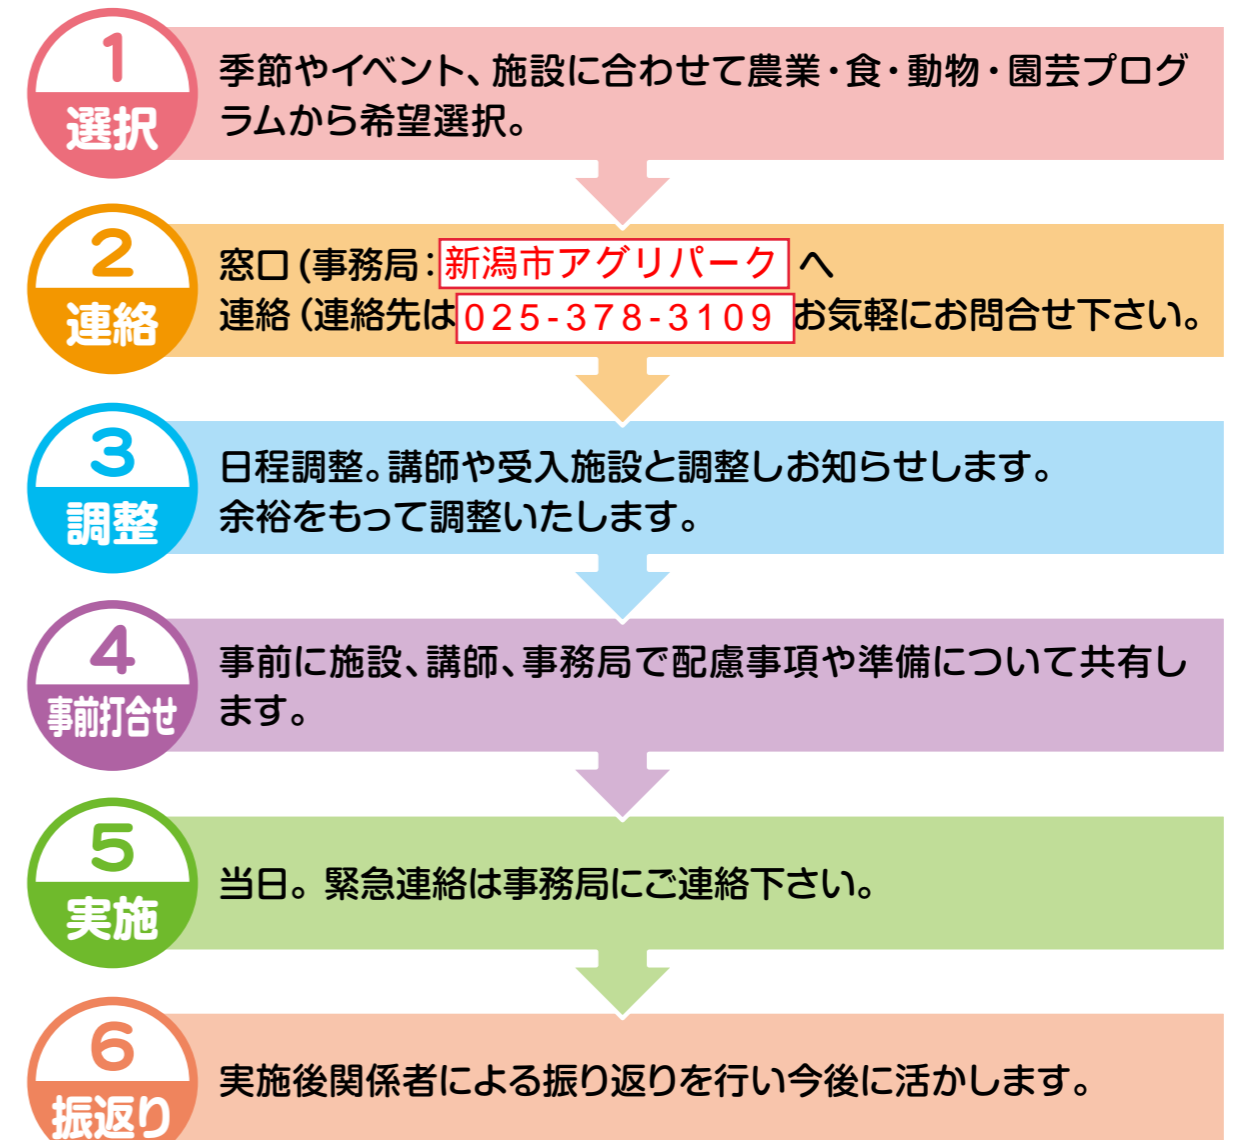 1
選択
季節やイベント、施設に合わせて農業・食・動物・園芸プログ
ラムから希望選択。
2
連絡
窓口(事務局:新潟市アグリパーク へ
連絡(連絡先は025-378-3109 お気軽にお問合せ下さい。
3
調整
日程調整。講師や受入施設と調整しお知らせします。
余裕をもって調整いたします。
4
事前打合せ
事前に施設、講師、事務局で配慮事項や準備について共有し
ます。
5
実施
当日。緊急連絡は事務局にご連絡下さい。
6
振返り
実施後関係者による振り返りを行い今後に活かします。